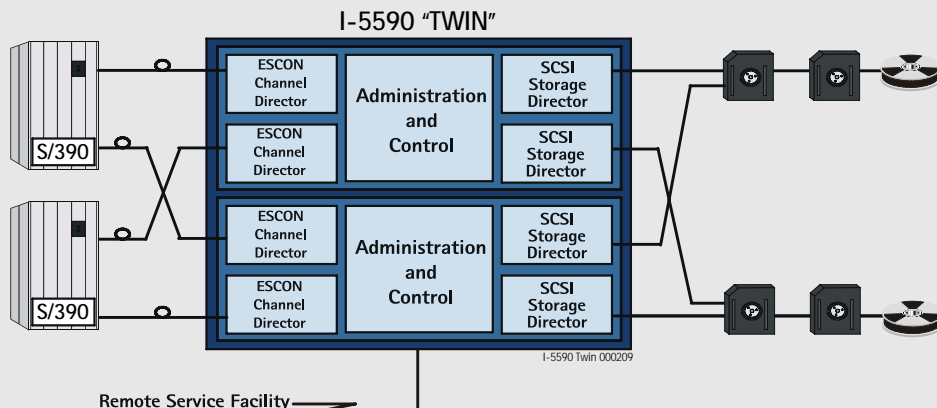 I-5590 “TWIN”
ESCON
Channel
Director
Administration
and
Control
SCSI
Storage
Director
S/390
ESCON
Channel
Director
SCSI
Storage
Director
ESCON
Channel
Director
Administration
and
Control
SCSI
Storage
Director
S/390
ESCON
Channel
Director
SCSI
Storage
Director
I-5590 Twin 000209
Remote Service Facility